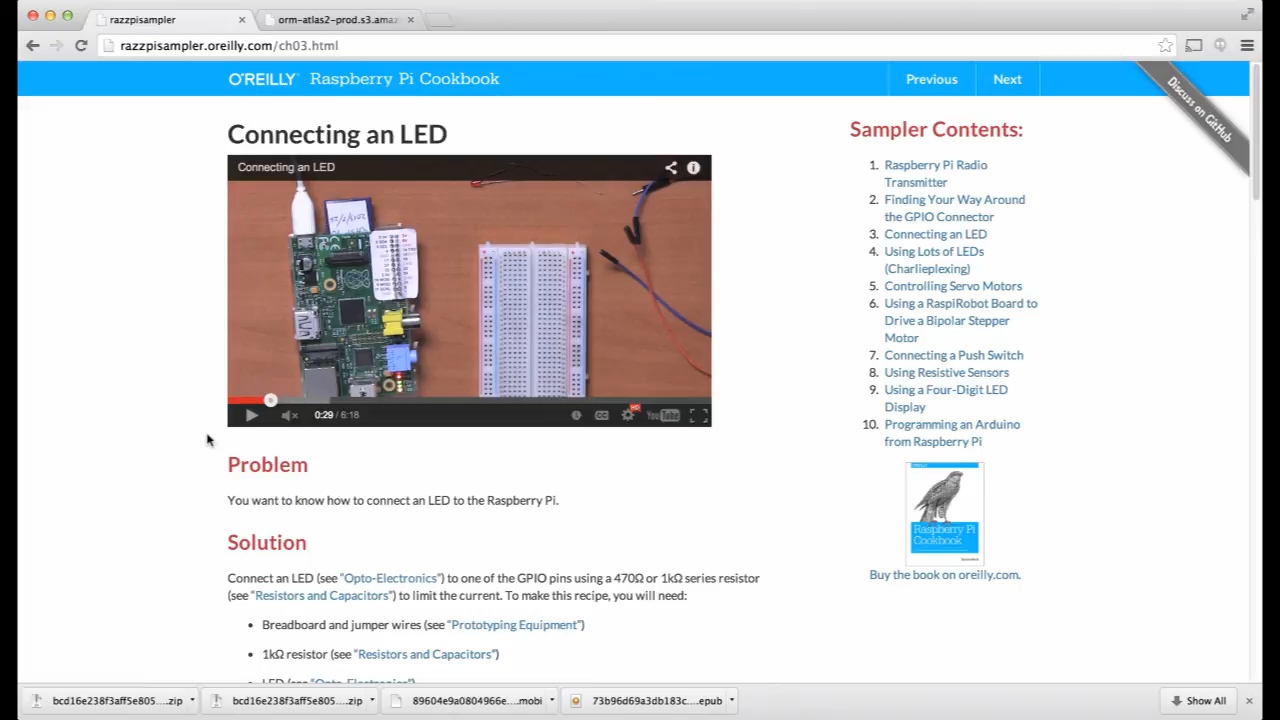 razzpisampler
orm-atlas2-prod.s3.amaz
razzpisampler.oreilly.com/ch03.html
O'REILLY Raspberry Pi Cookbook
Previous
Next
Discuss on GitHub
Connecting an LED
Connecting an LED
0:29 / 6:18
CC
HD
YouTube
Problem
You want to know how to connect an LED to the Raspberry Pi.
Solution
Connect an LED (see “Opto-Electronics”) to one of the GPIO pins using a 470Ω or 1kΩ series resistor
(see “Resistors and Capacitors”) to limit the current. To make this recipe, you will need:
• Breadboard and jumper wires (see “Prototyping Equipment”)
• 1kΩ resistor (see “Resistors and Capacitors”)
• LED (see “Opto-Electronics”)
Sampler Contents:
1. Raspberry Pi Radio
Transmitter
2. Finding Your Way Around
the GPIO Connector
3. Connecting an LED
4. Using Lots of LEDs
(Charlieplexing)
5. Controlling Servo Motors
6. Using a RaspiRobot Board to
Drive a Bipolar Stepper
Motor
7. Connecting a Push Switch
8. Using Resistive Sensors
9. Using a Four-Digit LED
Display
10. Programming an Arduino
from Raspberry Pi
Raspberry Pi
Cookbook
Buy the book on oreilly.com.
bcd16e238f3aff5e805....zip
bcd16e238f3aff5e805....zip
89604e9a0804966e....mobi
73b96d69a3db183c....epub
Show All